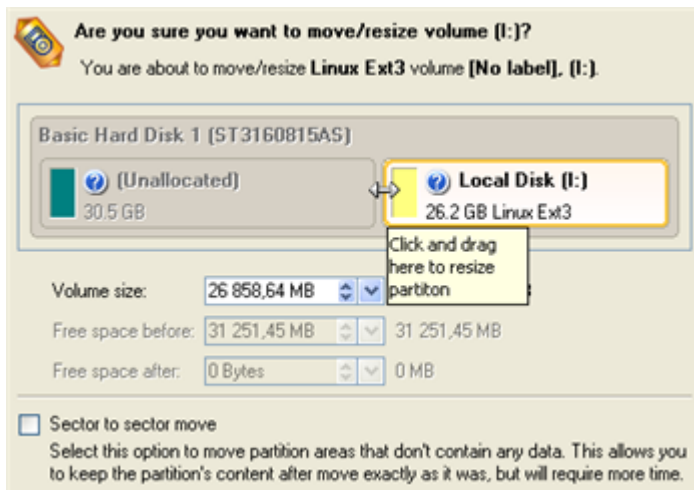 Are you sure you want to move/resize volume (I:)?
You are about to move/resize Linux Ext3 volume [No label], (I:).
Basic Hard Disk 1 (ST3160815AS)
(Unallocated)
30.5 GB
Local Disk (I:)
26.2 GB Linux Ext3
Click and drag
here to resize
partiton
Volume size:
26 858,64 MB
Free space before:
31 251,45 MB
31 251,45 MB
Free space after:
0 Bytes
0 MB
Sector to sector move
Select this option to move partition areas that don't contain any data. This allows you
to keep the partition's content after move exactly as it was, but will require more time.